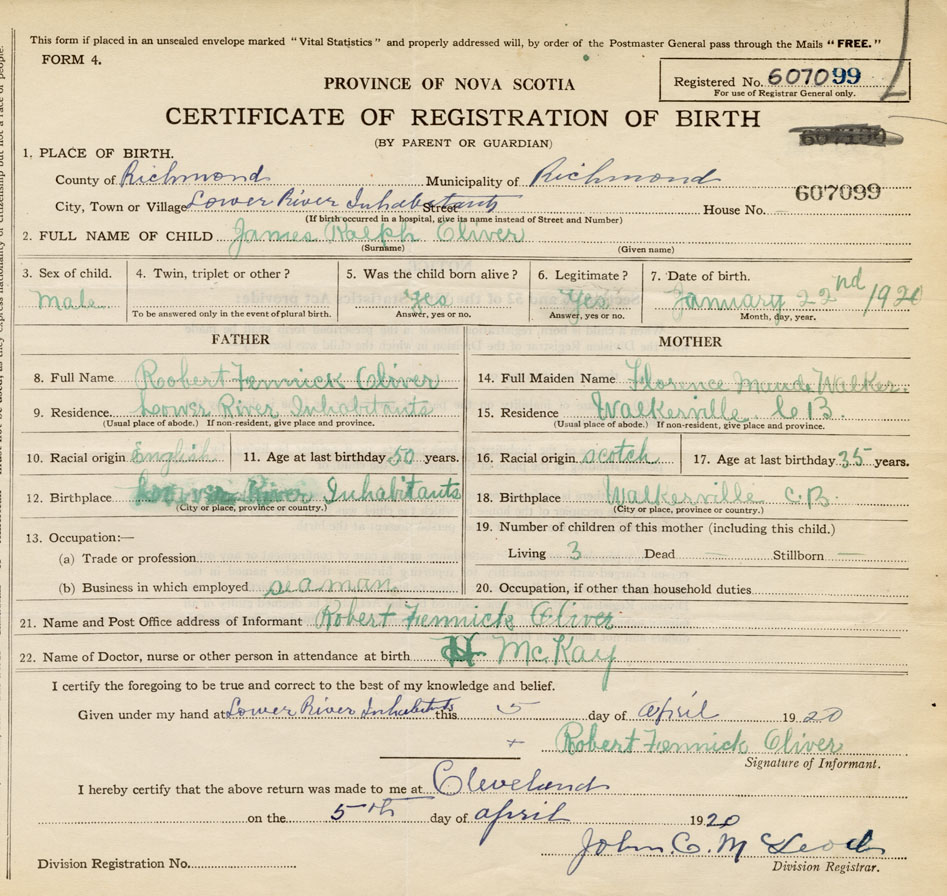 This form if placed in an unsealed envelope marked "Vital Statistics" and properly addressed will, by order of the Postmaster General pass through the Mails "FREE."
FORM 4.
PROVINCE OF NOVA SCOTIA
Registered No. 607099
For use of Registrar General only.
CERTIFICATE OF REGISTRATION OF BIRTH
(BY PARENT OR GUARDIAN)
607100
1. PLACE OF BIRTH.
County of Richmond Municipality of Richmond
607099
City, Town or Village Lower River Inhabitants Street House No.
(If birth occurred in a hospital, give its name instead of Street and Number)
2. FULL NAME OF CHILD James Ralph Oliver
(Surname) (Given name)
3. Sex of child. 4. Twin, triplet or other? 5. Was the child born alive? 6. Legitimate? 7. Date of birth.
Male Yes Yes January 22nd 1920
To be answered only in the event of plural birth. Answer, yes or no. Answer, yes or no. Month, day, year.
FATHER MOTHER
8. Full Name Robert Fennick Oliver 14. Full Maiden Name Florence Maude Walker.
9. Residence. Lower River Inhabitants 15. Residence Walkerville C.B.
(Usual place of abode.) If non-resident, give place and province. (Usual place of abode.) If non-resident, give place and province.
10. Racial origin English 11. Age at last birthday 50 years. 16. Racial origin scotch 17. Age at last birthday 35 years.
12. Birthplace Lower River Inhabitants 18. Birthplace Walkerville C.B.
(City or place, province or country.) (City or place, province or country.)
13. Occupation:— 19. Number of children of this mother (including this child.)
(a) Trade or profession Living 3 Dead — Stillborn —
(b) Business in which employed seaman 20. Occupation, if other than household duties
21. Name and Post Office address of Informant Robert Fennick Oliver
22. Name of Doctor, nurse or other person in attendance at birth H McKay
I certify the foregoing to be true and correct to the best of my knowledge and belief.
Given under my hand at Lower River Inhabitants this 5 day of april 1920
+ Robert Fennick Oliver
Signature of Informant.
I hereby certify that the above return was made to me at Cleveland
on the 5th day of april 1920
John C. McLeod
Division Registration No. Division Registrar.